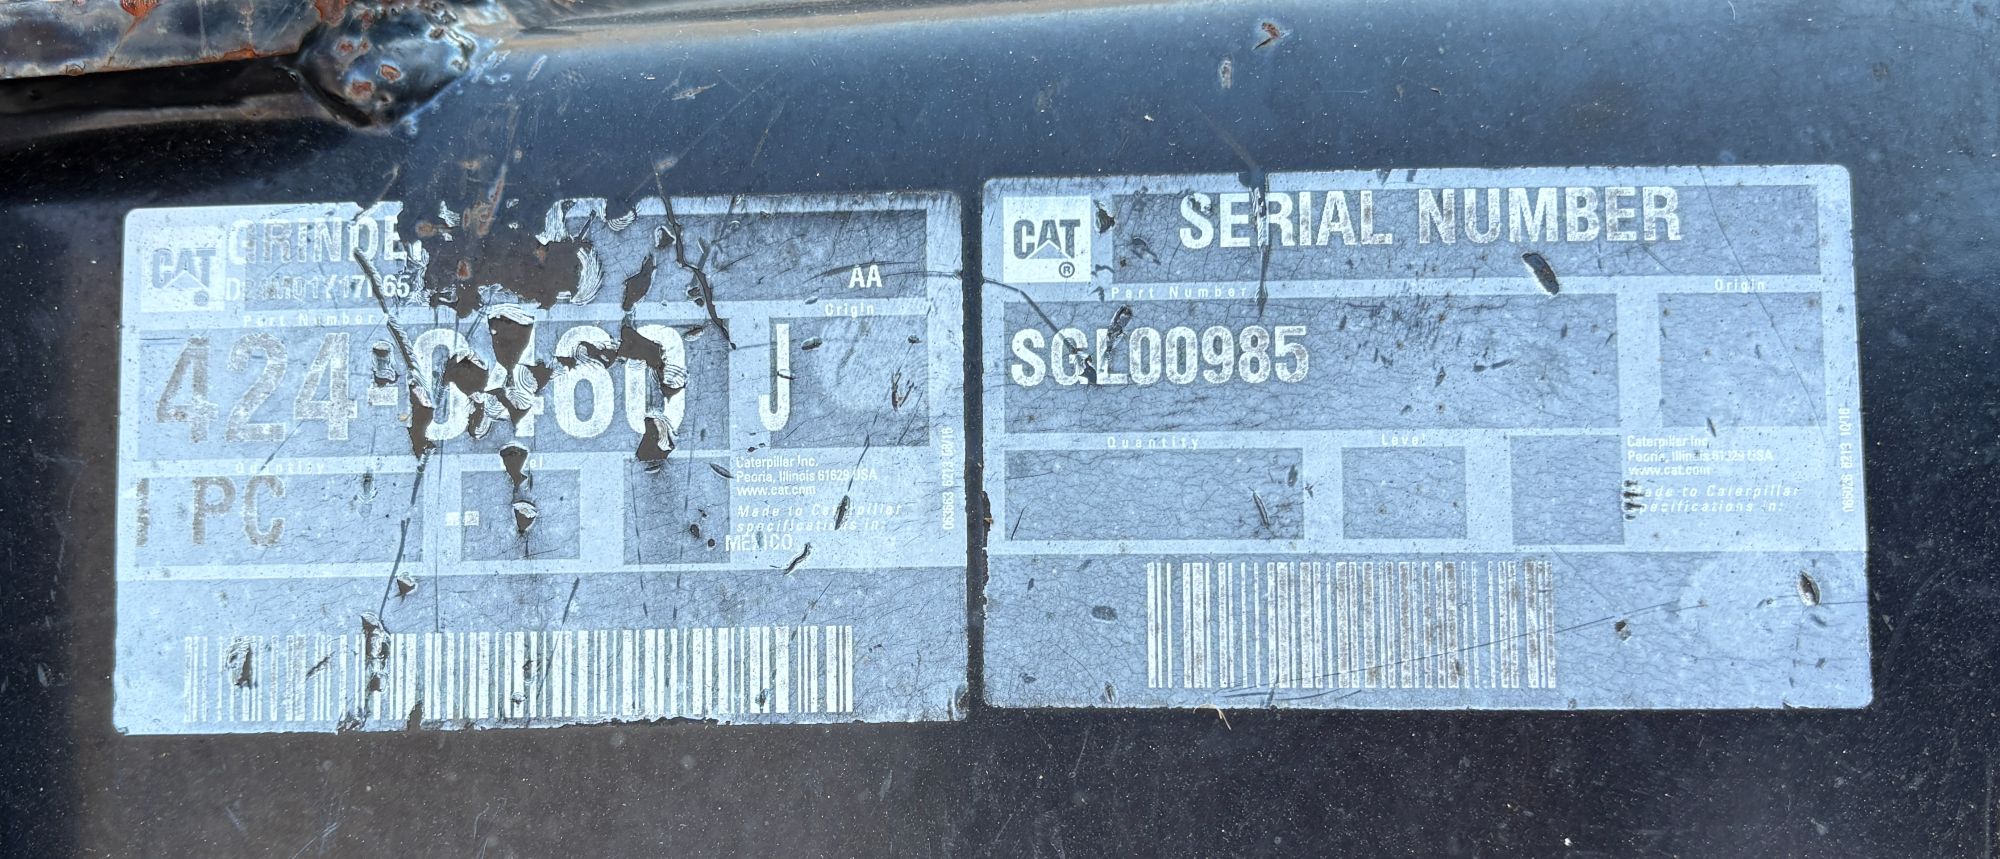 CAT
AA
Part Number
Origin
J
Quantity
1 PC
Caterpillar Inc.
Peoria, Illinois 61629 USA
www.cat.com
Made to Caterpillar
specifications in:
MEXICO
CAT
®
SERIAL NUMBER
Part Number
Origin
SGL00985
Quantity
Level
Caterpillar Inc.
Peoria, Illinois 61629 USA
www.cat.com
Made to Caterpillar
specifications in: